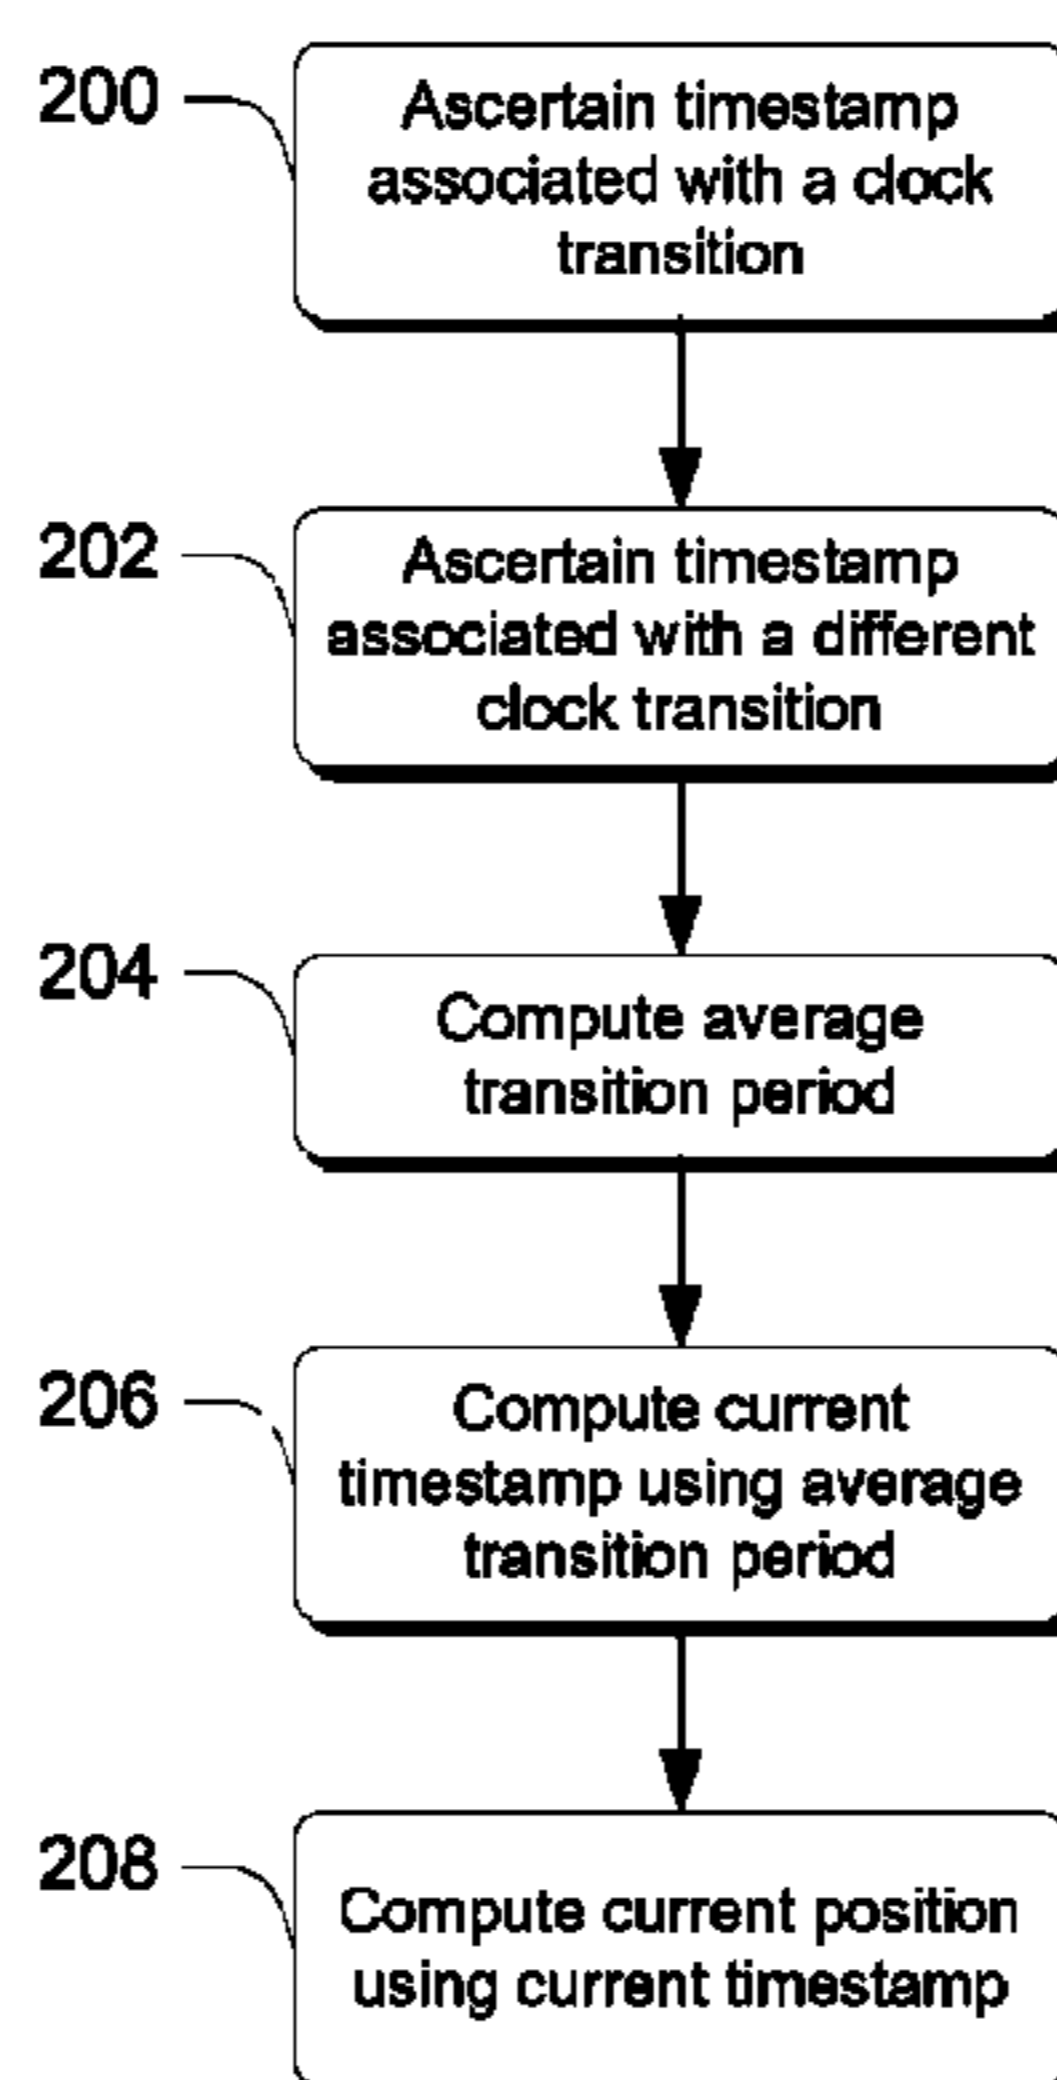 200
Ascertain timestamp
associated with a clock
transition
202
Ascertain timestamp
associated with a different
clock transition
204
Compute average
transition period
206
Compute current
timestamp using average
transition period
208
Compute current position
using current timestamp